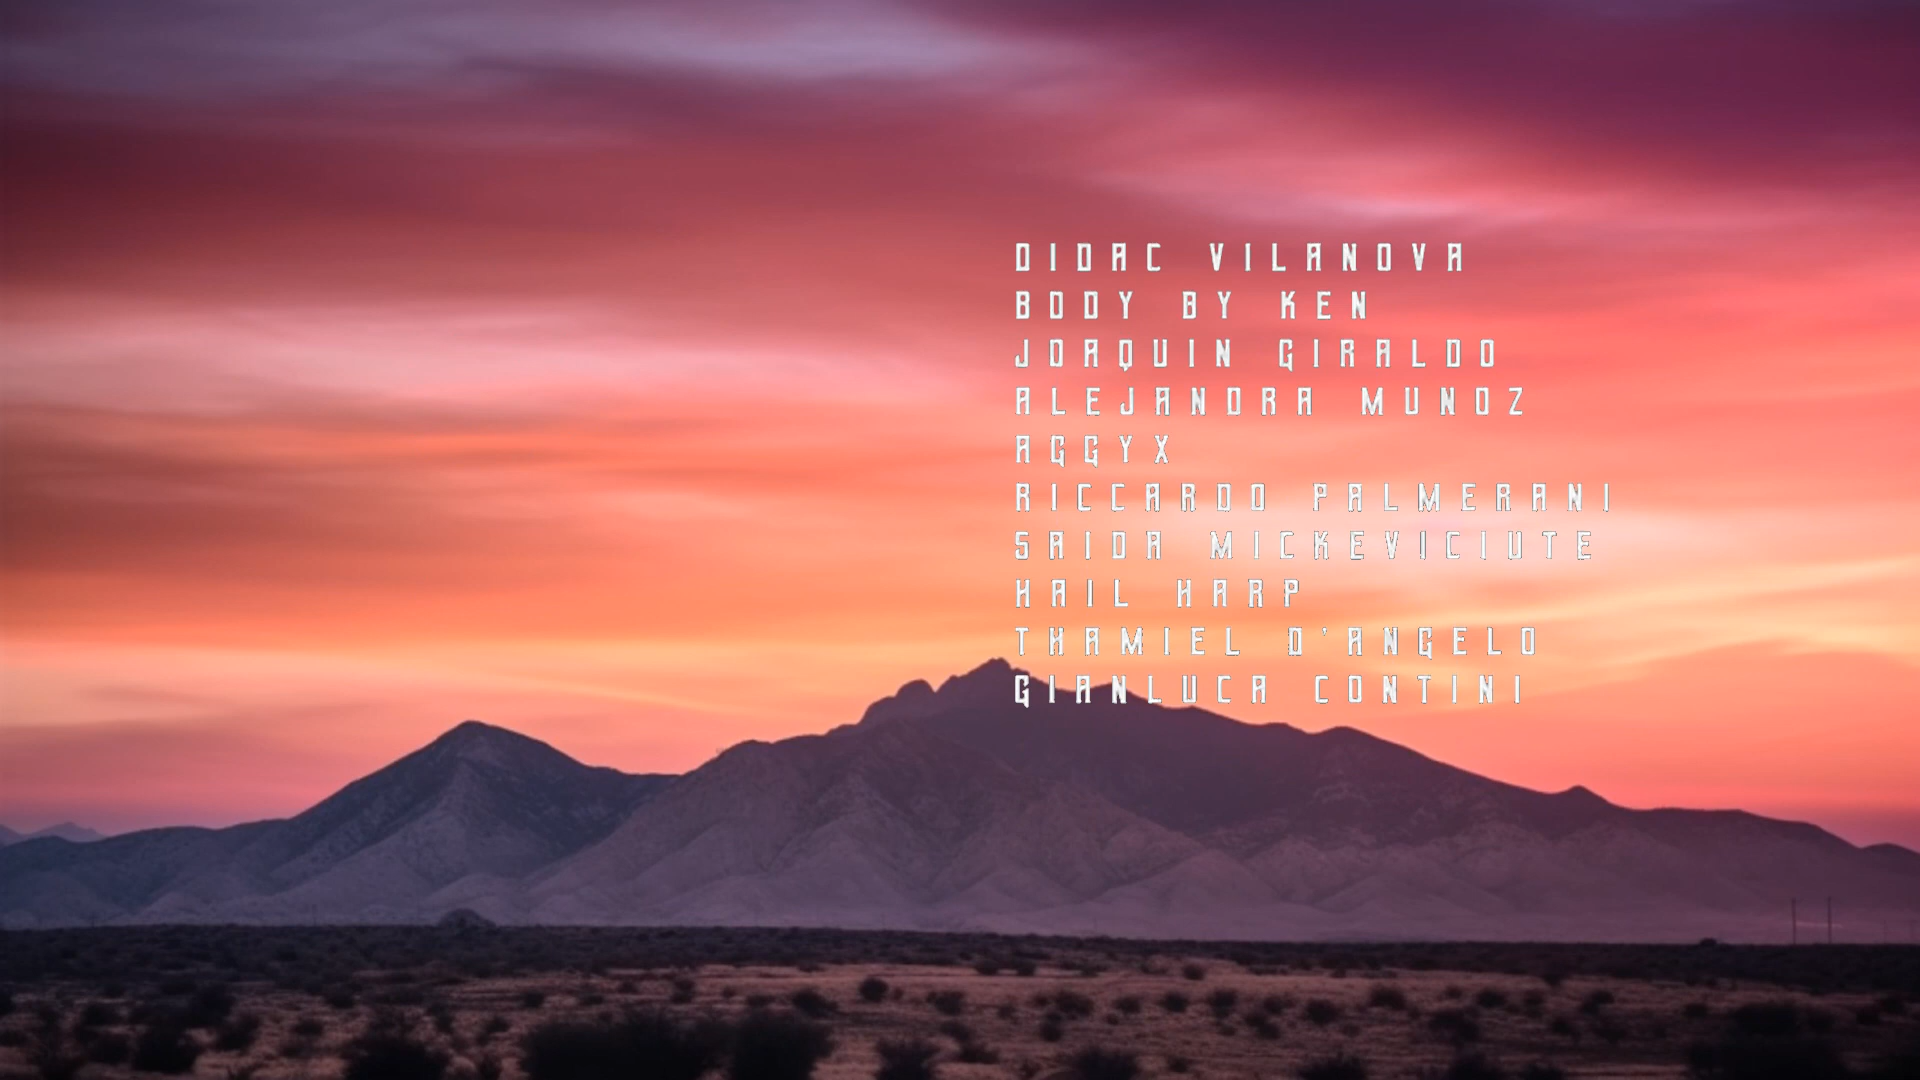 DIDAC VILANOVA
BODY BY KEN
JOAQUIN GIRALDO
ALEJANDRA MUNOZ
AGGYX
RICCARDO PALMERANI
SAIDA MICKEVICIUTE
HAIL HARP
THAMIEL D'ANGELO
GIANLUCA CONTINI